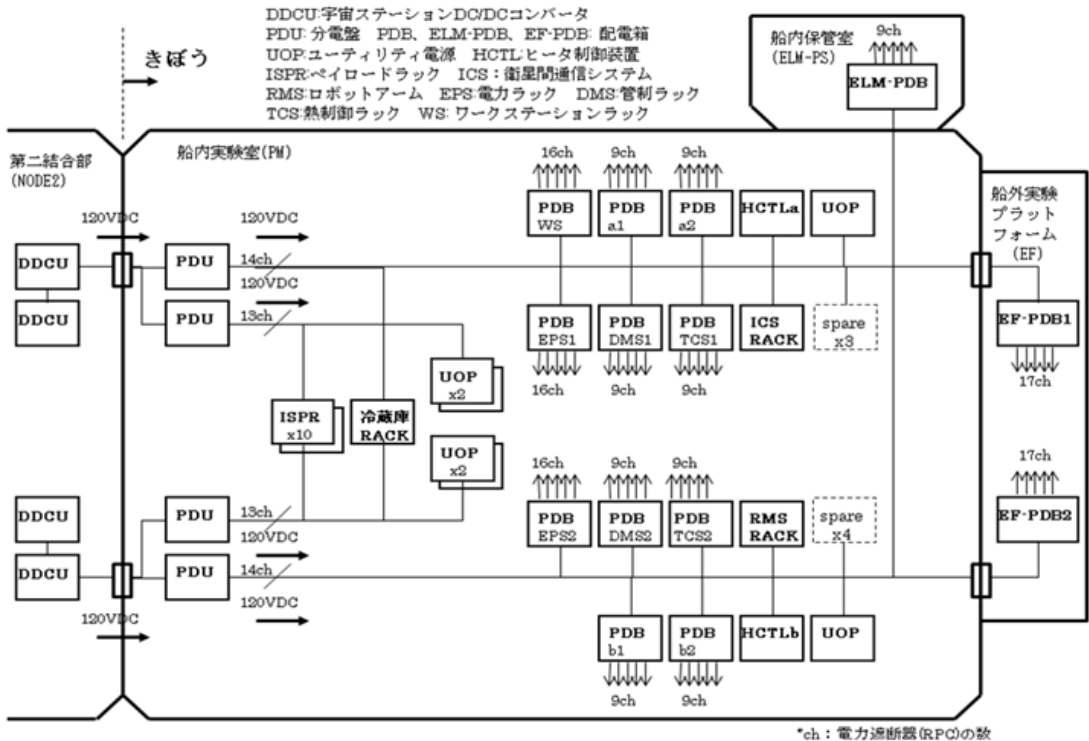 DDCU:宇宙ステーションDC/DCコンバータ
PDU: 分電盤 PDB、ELM-PDB、EF-PDB: 配電箱
UOP:ユーティリティ電源 HCTL:ヒータ制御装置
ISPR:ペイロードラック ICS：衛星間通信システム
RMS:ロボットアーム EPS:電力ラック DMS:管制ラック
TCS:熱制御ラック WS: ワークステーションラック
きぼう
船内保管室
(ELM-PS)
9ch
ELM-PDB
第二結合部
(NODE2)
船内実験室(PM)
船外実験
プラット
フォーム
(EF)
16ch
9ch
9ch
PDB
WS
PDB
a1
PDB
a2
HCTLa
UOP
120VDC
120VDC
DDCU
PDU
14ch
120VDC
DDCU
PDU
13ch
PDB
EPS1
PDB
DMS1
PDB
TCS1
ICS
RACK
spare
x3
EF-PDB1
16ch
9ch
9ch
17ch
UOP
x2
ISPR
x10
冷蔵庫
RACK
UOP
x2
16ch
9ch
9ch
17ch
DDCU
PDU
13ch
PDB
EPS2
PDB
DMS2
PDB
TCS2
RMS
RACK
spare
x4
EF-PDB2
120VDC
DDCU
PDU
14ch
120VDC
120VDC
PDB
b1
PDB
b2
HCTLb
UOP
9ch
9ch
*ch：電力遮断器(RPC)の数